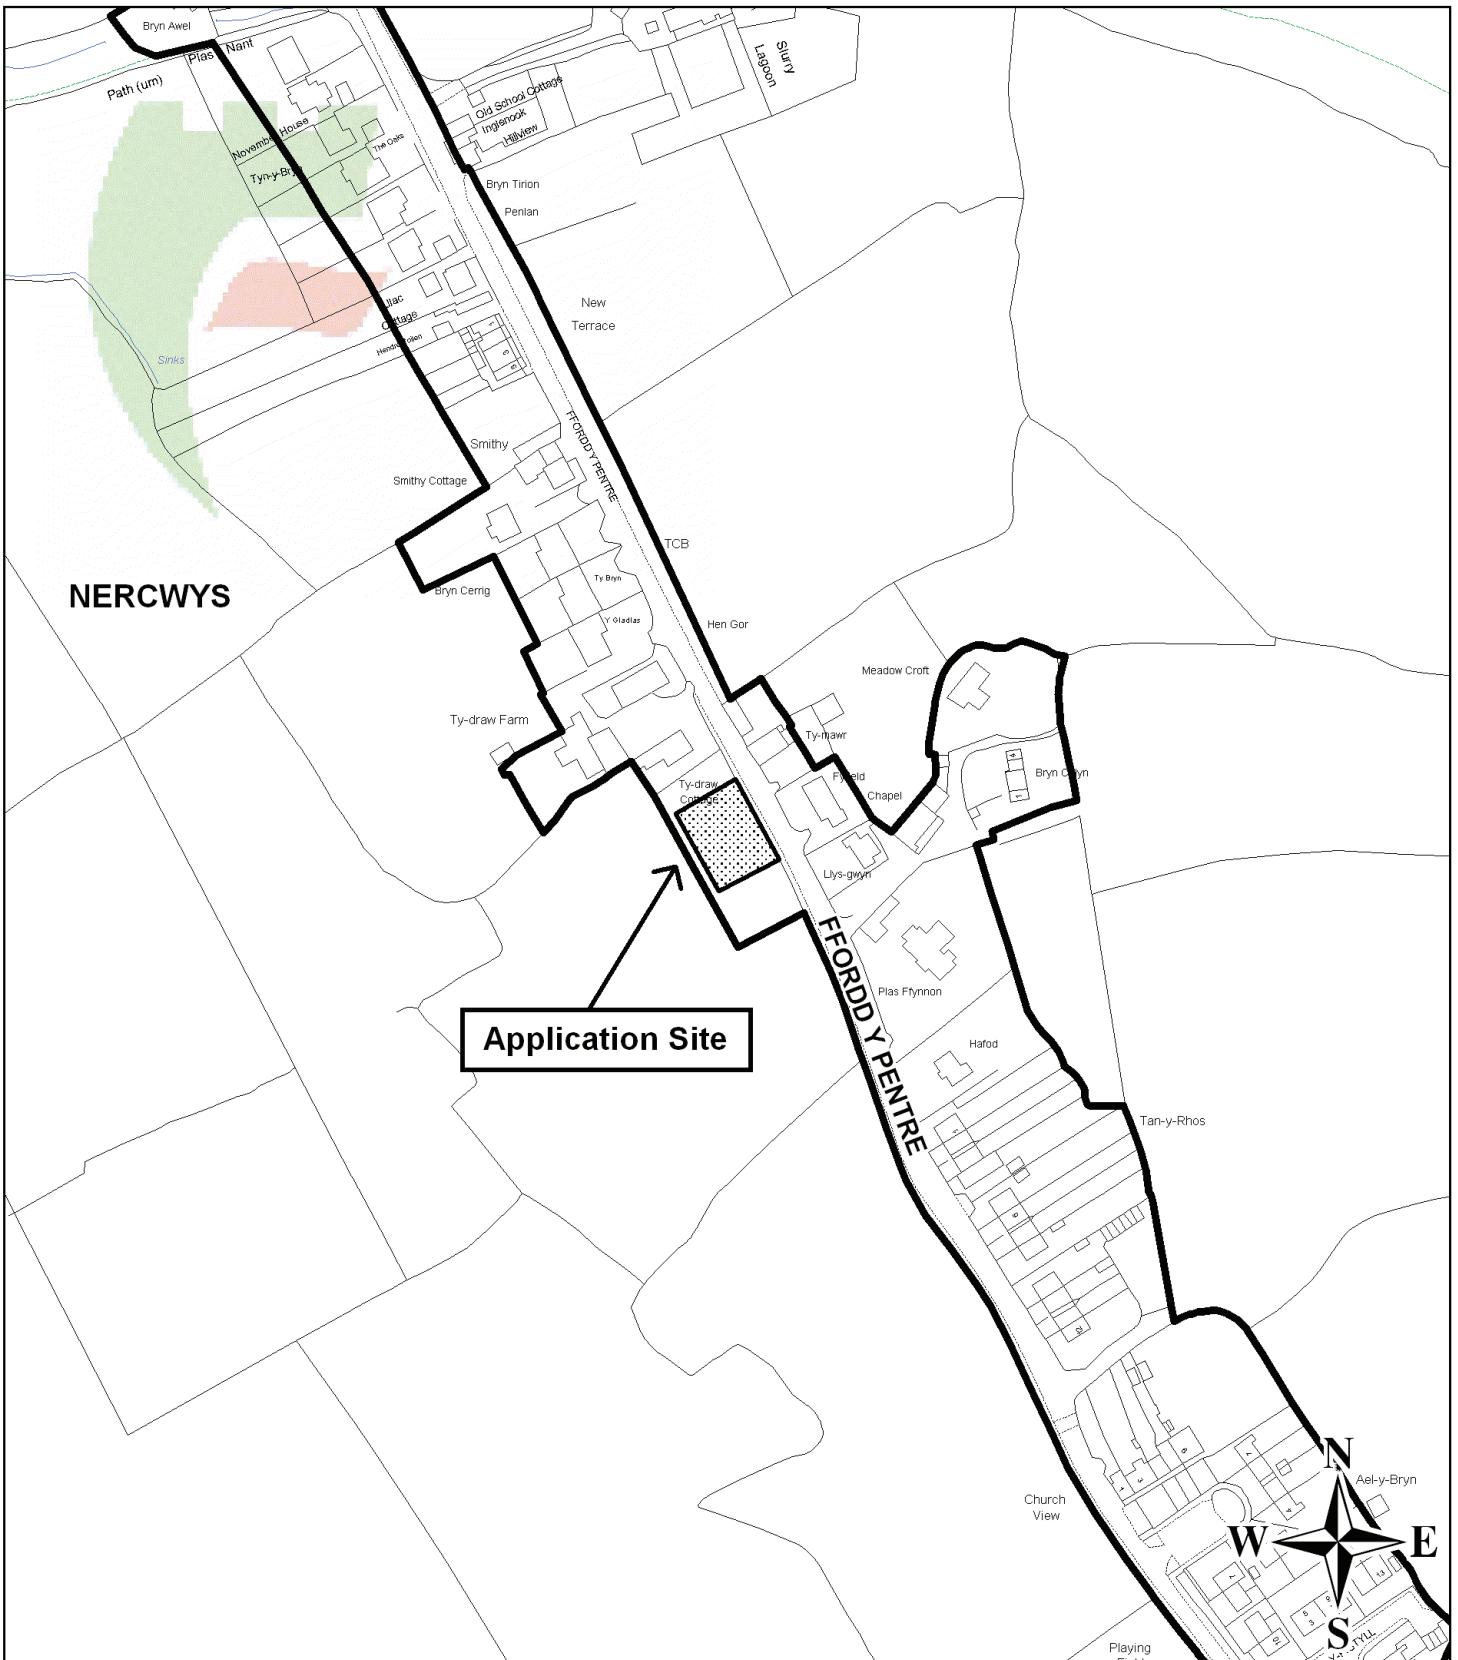 Bryn Awel
Plas Nant
Path (um)
Slurry
Lagoon
Old School Cottage
Inglenook
Hillview
November House
The Oaks
Tyn-y-Bryn
Bryn Tirion
Penlan
New
Terrace
Lilac
Cottage
Sinks
Smithy
FFORDD Y PENTRE
Smithy Cottage
TCB
NERCWYS
Ty Bryn
Bryn Cerrig
Y Gladlas
Hen Gor
Meadow Croft
Ty-draw Farm
Ty-mawr
Bryn Celyn
Ty-draw
Cottage
Chapel
Llys-gwyn
FFORDD Y PENTRE
Plas Ffynnon
Application Site
Hafod
Tan-y-Rhos
N
Ael-y-Bryn
Church
View
W
E
S
Playing